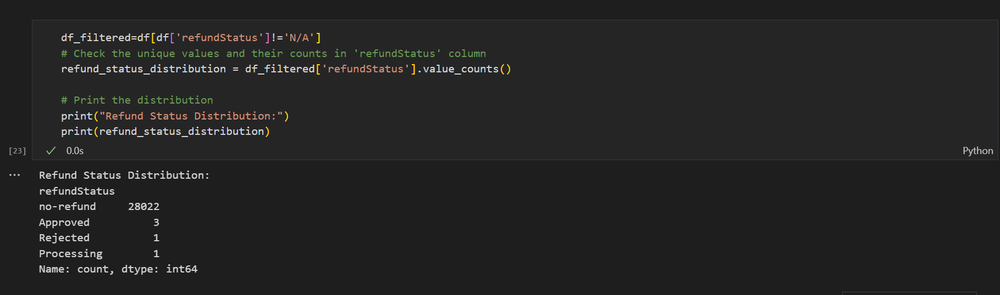 df_filtered=df[df['refundStatus']!='N/A']
# Check the unique values and their counts in 'refundStatus' column
refund_status_distribution = df_filtered['refundStatus'].value_counts()
# Print the distribution
print("Refund Status Distribution:")
print(refund_status_distribution)
[23] 0.0s Python
Refund Status Distribution:
refundStatus
no-refund 28022
Approved 3
Rejected 1
Processing 1
Name: count, dtype: int64